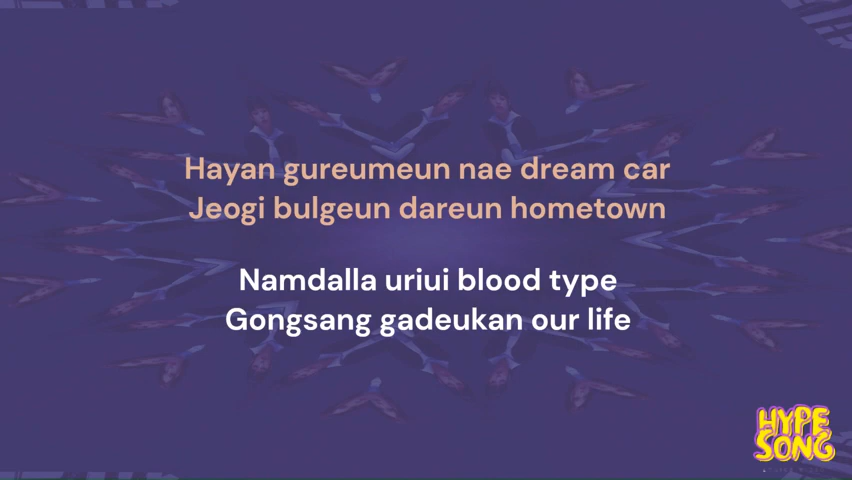 Hayan gureumeun nae dream car
Jeogi bulgeun dareun hometown
Namdalla uriui blood type
Gongsang gadeukan our life
HYPE
SONG